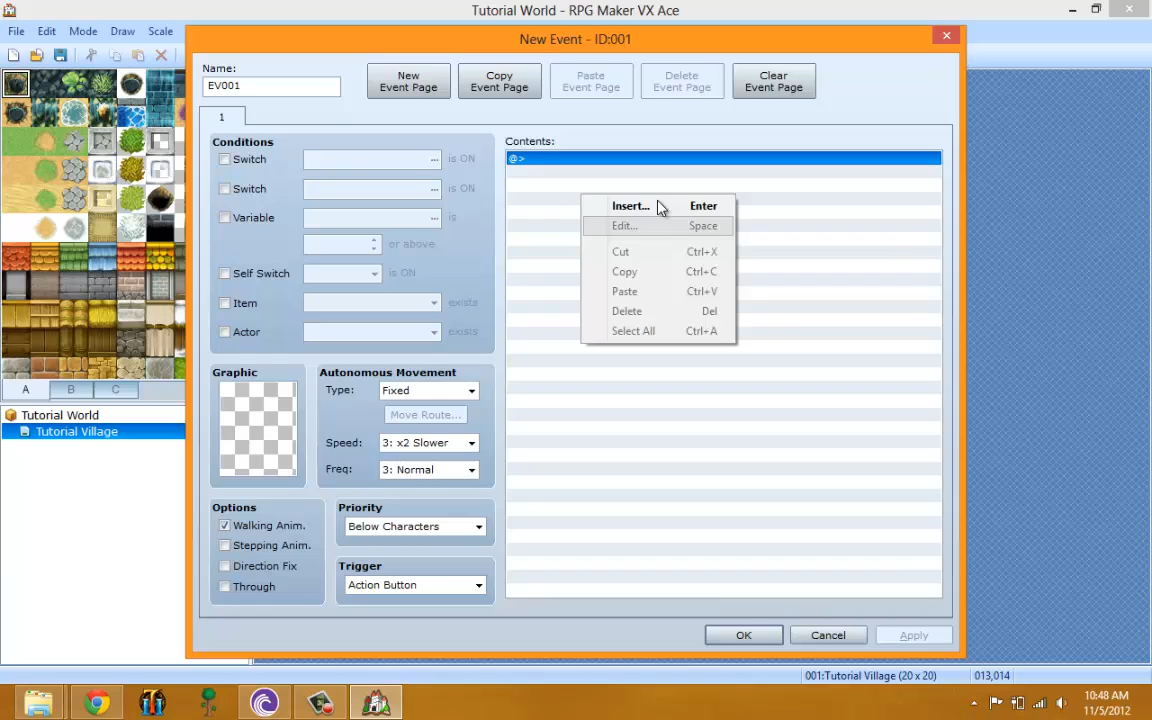 Tutorial World - RPG Maker VX Ace
File Edit Mode Draw Scale
New Event - ID:001
Name:
EV001
New
Event Page
Copy
Event Page
Paste
Event Page
Delete
Event Page
Clear
Event Page
1
Conditions
Switch ... is ON
Switch ... is ON
Variable ... is
or above
Self Switch is ON
Item exists
Actor exists
Graphic
Autonomous Movement
Type: Fixed
Move Route...
Speed: 3: x2 Slower
Freq: 3: Normal
Options
Walking Anim.
Stepping Anim.
Direction Fix
Through
Priority
Below Characters
Trigger
Action Button
Contents:
@>
Insert... Enter
Edit... Space
Cut Ctrl+X
Copy Ctrl+C
Paste Ctrl+V
Delete Del
Select All Ctrl+A
OK Cancel Apply
A B C
Tutorial World
Tutorial Village
001:Tutorial Village (20 x 20) 013,014
10:48 AM
11/5/2012